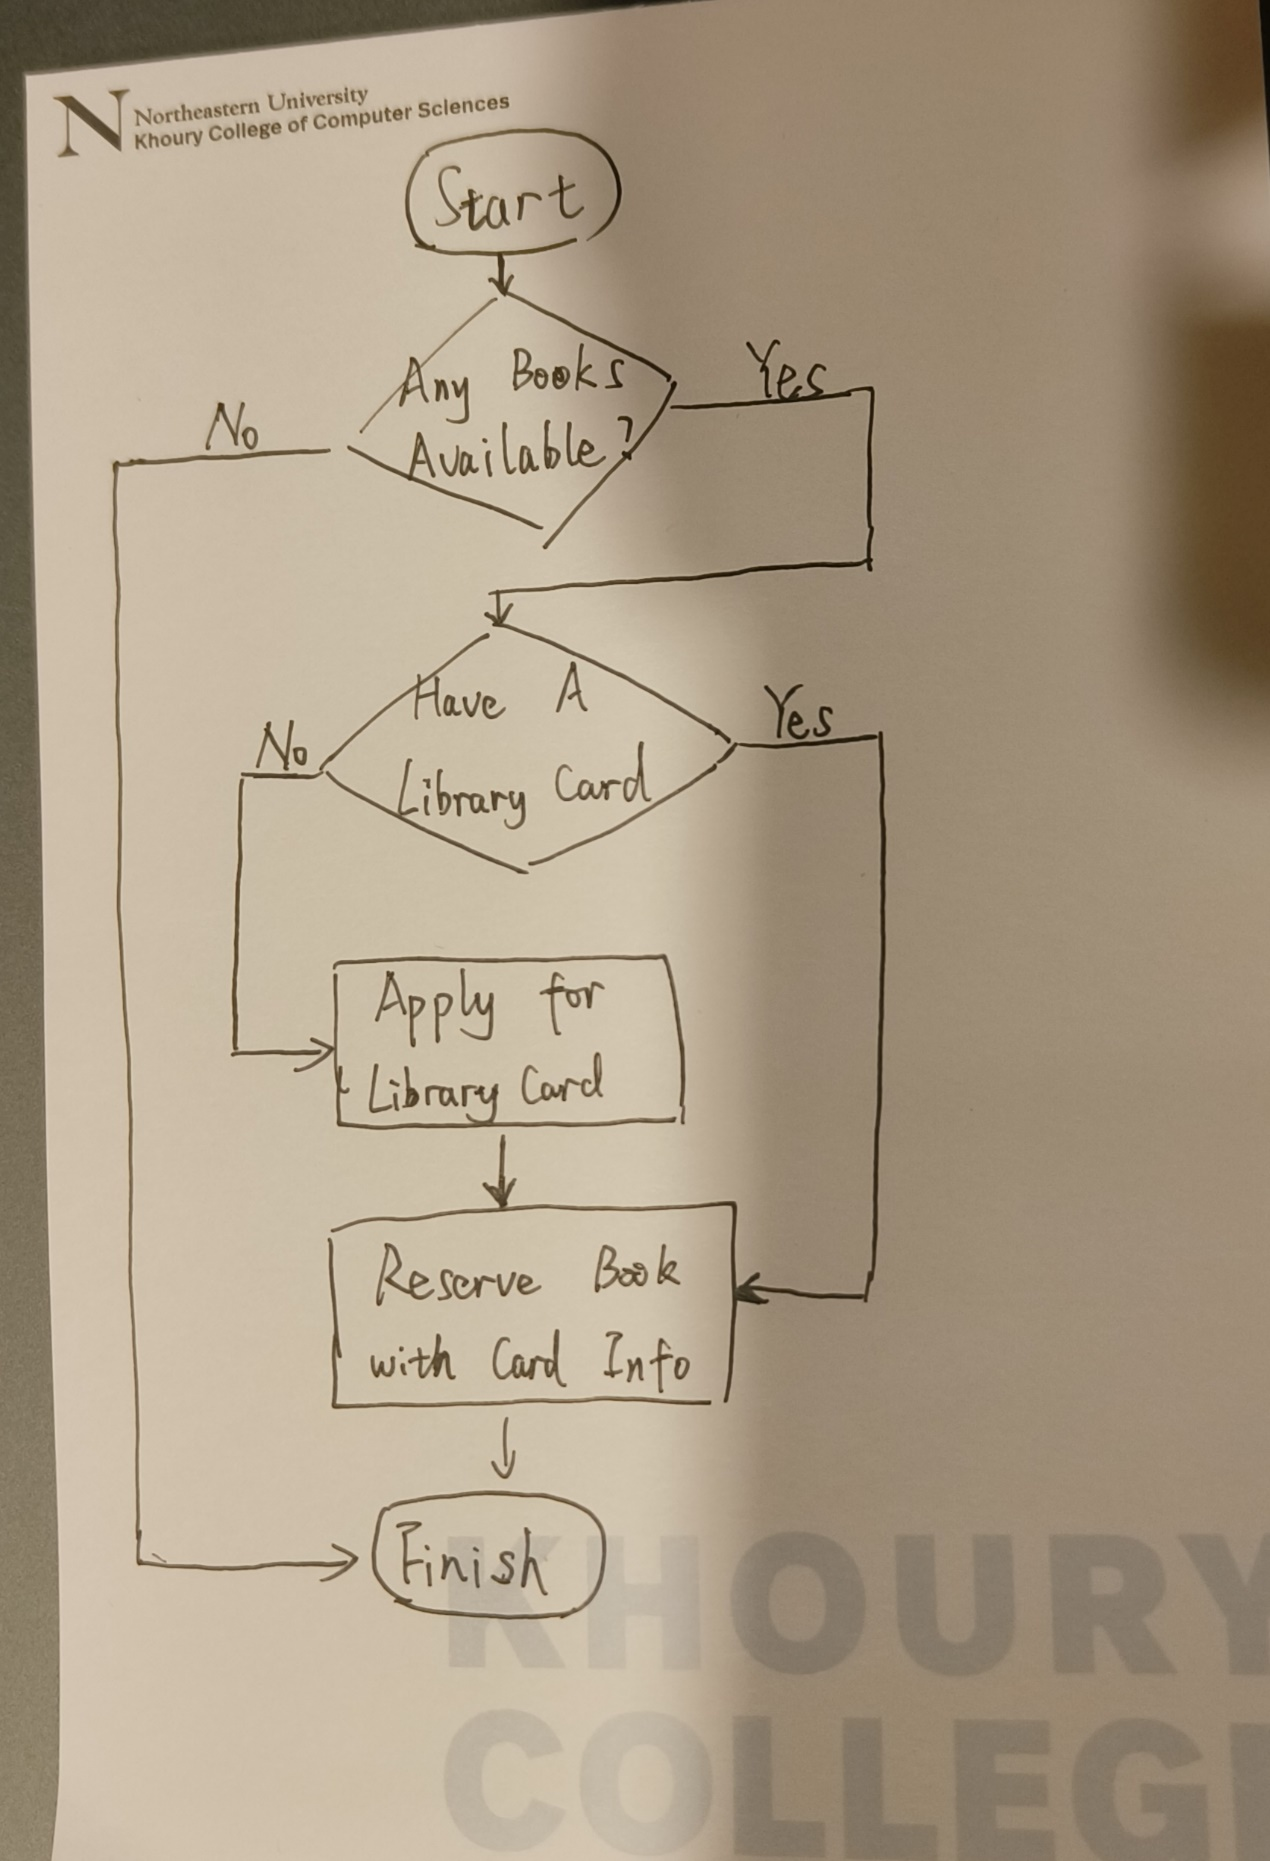 Northeastern University
Khoury College of Computer Sciences
Start
Any Books
Available?
Yes
No
Have A
Library Card
Yes
No
Apply for
Library Card
Reserve Book
with Card Info
Finish
KHOURY
COLLEGE